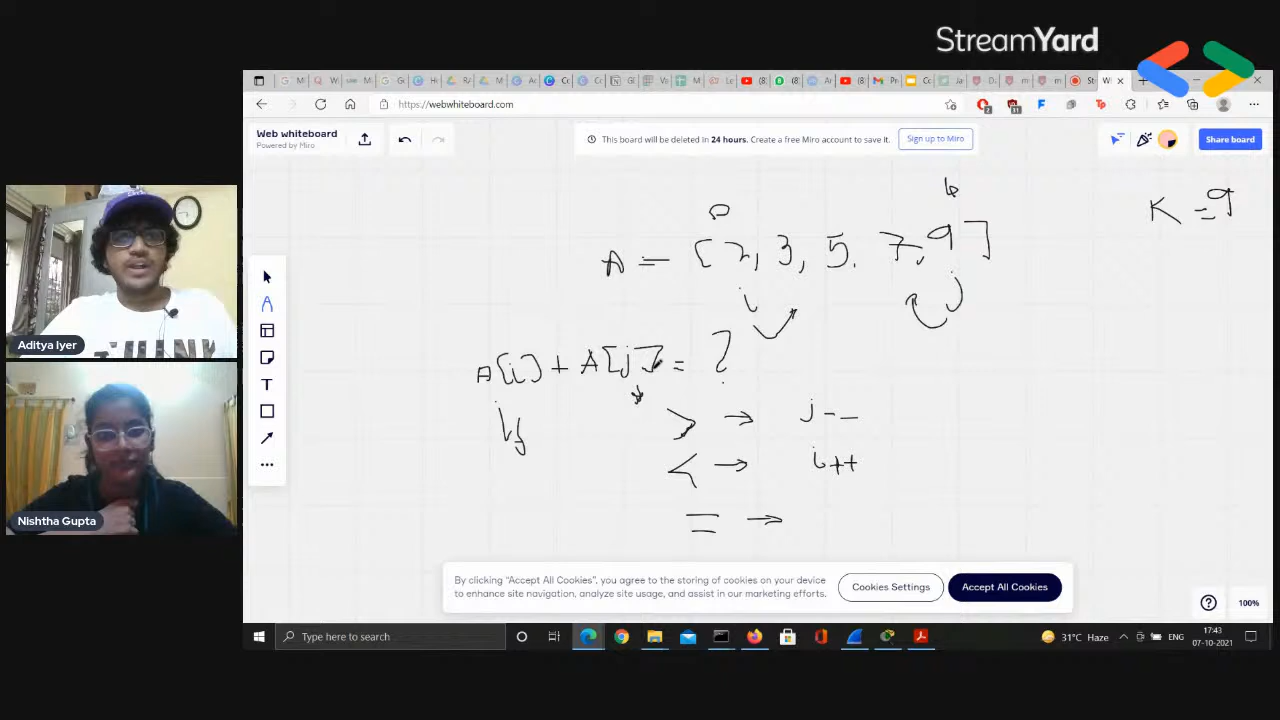 StreamYard
https://webwhiteboard.com
Web whiteboard
Powered by Miro
This board will be deleted in 24 hours. Create a free Miro account to save it.
Sign up to Miro
Share board
K = 9
0
A = [2, 3, 5, 7, 9]
i
j
A[i] + A[j] = ?
if
> → j--
< → i++
= →
THANK
Aditya Iyer
Nishtha Gupta
By clicking “Accept All Cookies”, you agree to the storing of cookies on your device
to enhance site navigation, analyze site usage, and assist in our marketing efforts.
Cookies Settings
Accept All Cookies
100%
Type here to search
31°C Haze
ENG
17:43
07-10-2021